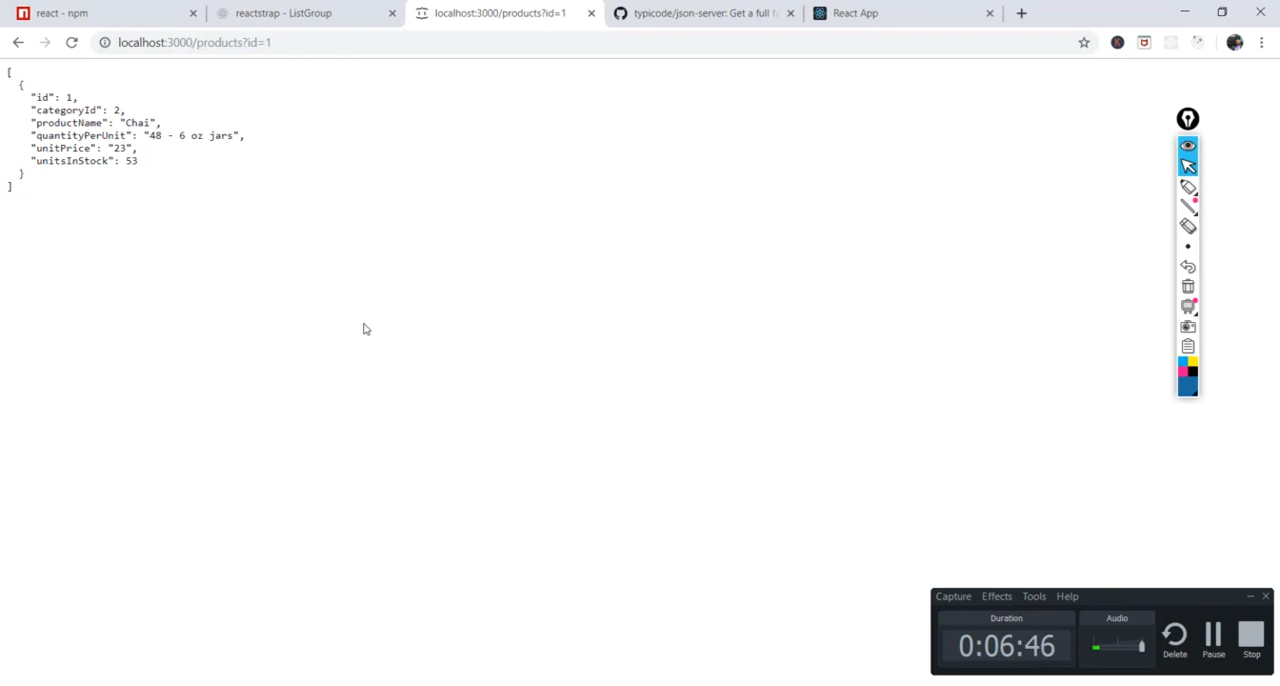 react - npm
reactstrap - ListGroup
localhost:3000/products?id=1
typicode/json-server: Get a full fa
React App
localhost:3000/products?id=1
[
{
"id": 1,
"categoryId": 2,
"productName": "Chai",
"quantityPerUnit": "48 - 6 oz jars",
"unitPrice": "23",
"unitsInStock": 53
}
]
Capture Effects Tools Help
Duration
Audio
0:06:46
Delete
Pause
Stop